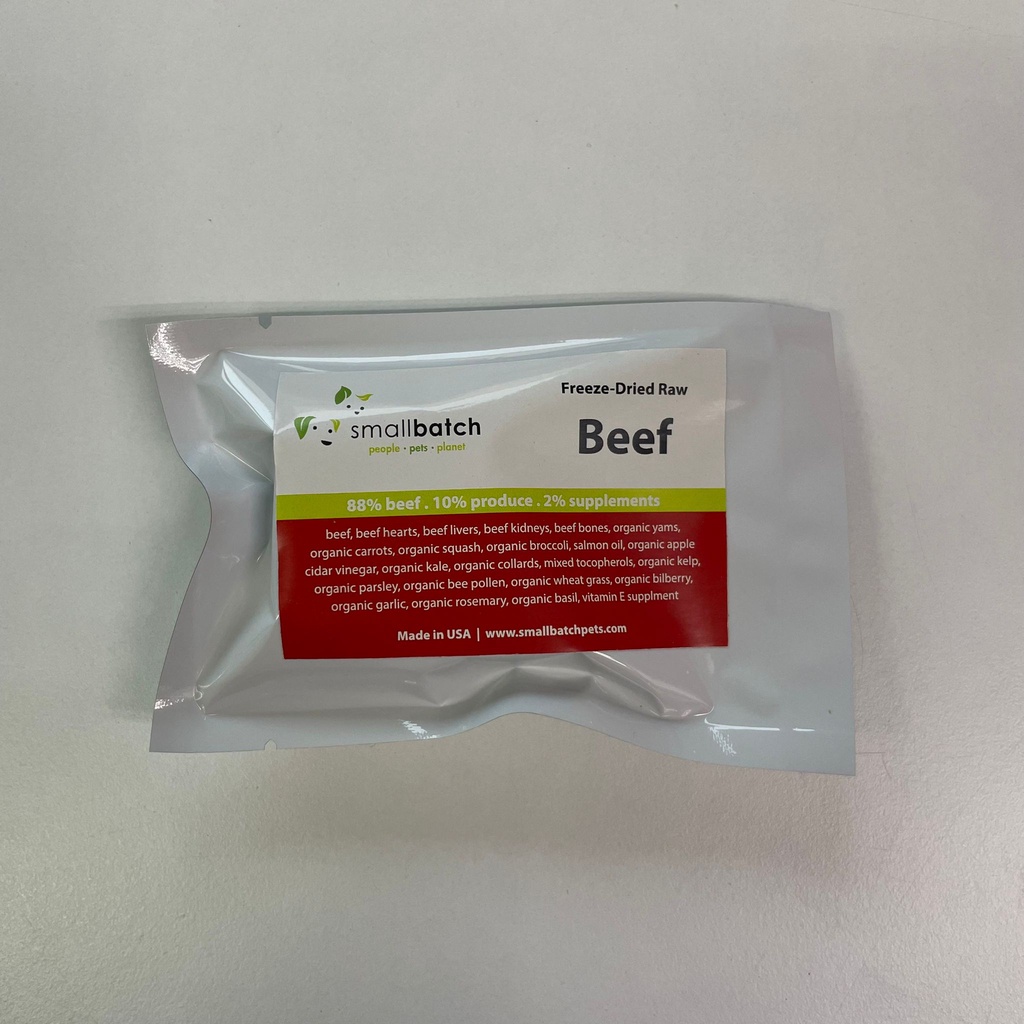 Freeze-Dried Raw
Beef
smallbatch
people · pets · planet
88% beef . 10% produce . 2% supplements
beef, beef hearts, beef livers, beef kidneys, beef bones, organic yams,
organic carrots, organic squash, organic broccoli, salmon oil, organic apple
cidar vinegar, organic kale, organic collards, mixed tocopherols, organic kelp,
organic parsley, organic bee pollen, organic wheat grass, organic bilberry,
organic garlic, organic rosemary, organic basil, vitamin E supplment
Made in USA | www.smallbatchpets.com